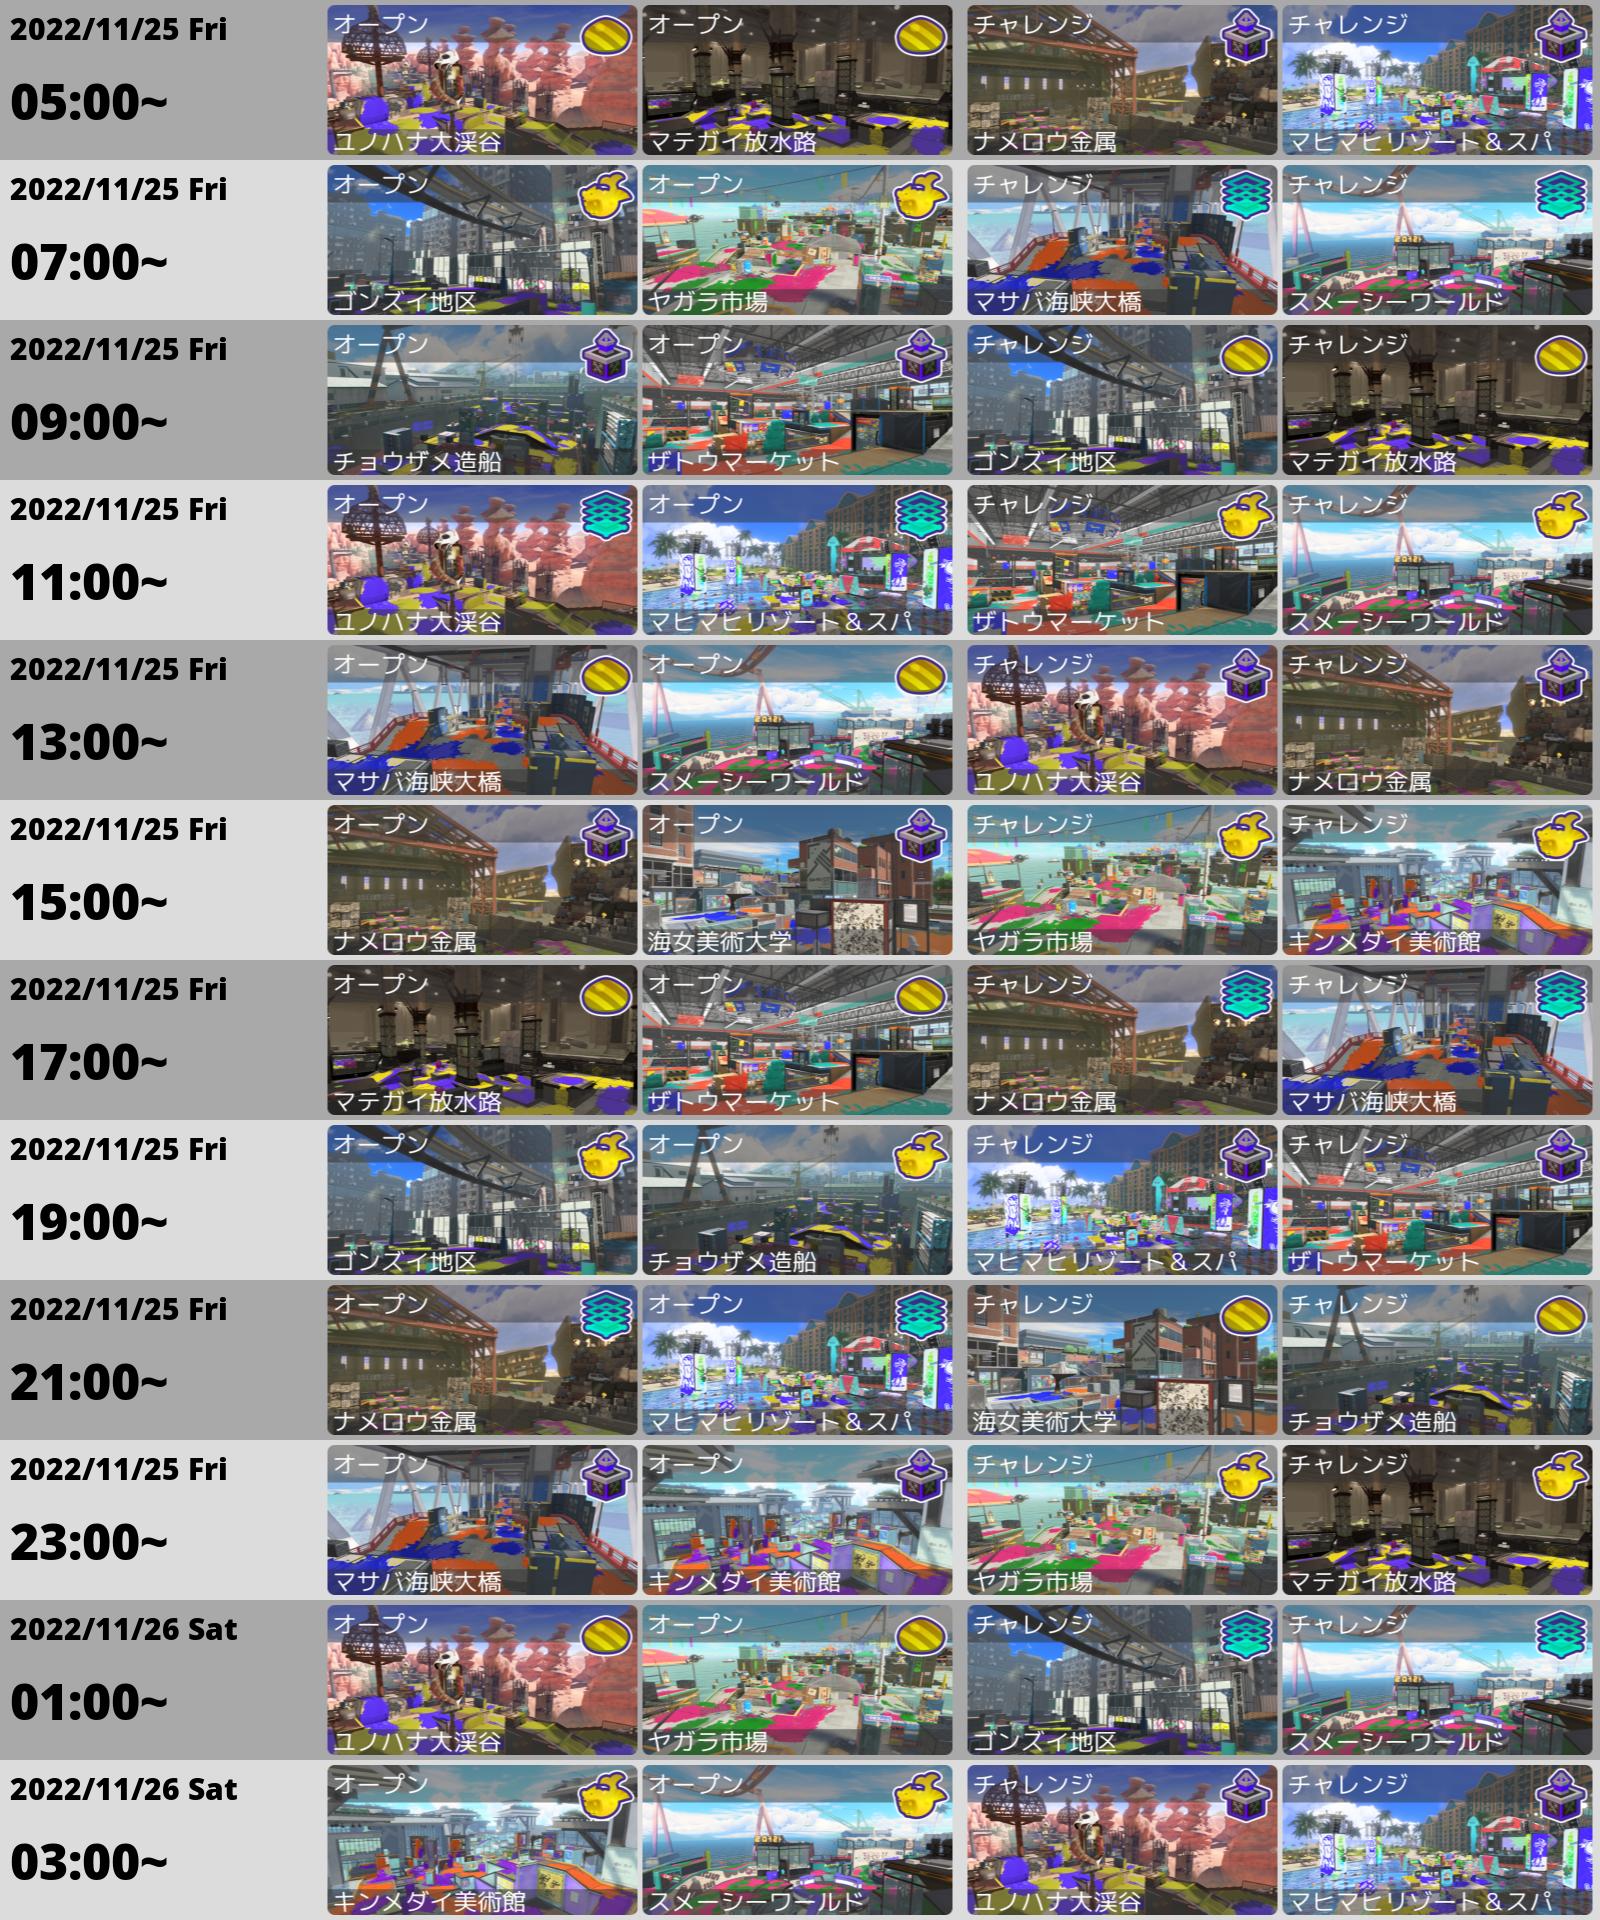 2022/11/25 Fri
05:00~
オープン
ユノハナ大渓谷
オープン
マテガイ放水路
チャレンジ
ナメロウ金属
チャレンジ
マヒマヒリゾート＆スパ
2022/11/25 Fri
07:00~
オープン
ゴンズイ地区
オープン
ヤガラ市場
チャレンジ
マサバ海峡大橋
チャレンジ
スメーシーワールド
2022/11/25 Fri
09:00~
オープン
チョウザメ造船
オープン
ザトウマーケット
チャレンジ
ゴンズイ地区
チャレンジ
マテガイ放水路
2022/11/25 Fri
11:00~
オープン
ユノハナ大渓谷
オープン
マヒマヒリゾート＆スパ
チャレンジ
ザトウマーケット
チャレンジ
スメーシーワールド
2022/11/25 Fri
13:00~
オープン
マサバ海峡大橋
オープン
スメーシーワールド
チャレンジ
ユノハナ大渓谷
チャレンジ
ナメロウ金属
2022/11/25 Fri
15:00~
オープン
ナメロウ金属
オープン
海女美術大学
チャレンジ
ヤガラ市場
チャレンジ
キンメダイ美術館
2022/11/25 Fri
17:00~
オープン
マテガイ放水路
オープン
ザトウマーケット
チャレンジ
ナメロウ金属
チャレンジ
マサバ海峡大橋
2022/11/25 Fri
19:00~
オープン
ゴンズイ地区
オープン
チョウザメ造船
チャレンジ
マヒマヒリゾート＆スパ
チャレンジ
ザトウマーケット
2022/11/25 Fri
21:00~
オープン
ナメロウ金属
オープン
マヒマヒリゾート＆スパ
チャレンジ
海女美術大学
チャレンジ
チョウザメ造船
2022/11/25 Fri
23:00~
オープン
マサバ海峡大橋
オープン
キンメダイ美術館
チャレンジ
ヤガラ市場
チャレンジ
マテガイ放水路
2022/11/26 Sat
01:00~
オープン
ユノハナ大渓谷
オープン
ヤガラ市場
チャレンジ
ゴンズイ地区
チャレンジ
スメーシーワールド
2022/11/26 Sat
03:00~
オープン
キンメダイ美術館
オープン
スメーシーワールド
チャレンジ
ユノハナ大渓谷
チャレンジ
マヒマヒリゾート＆スパ